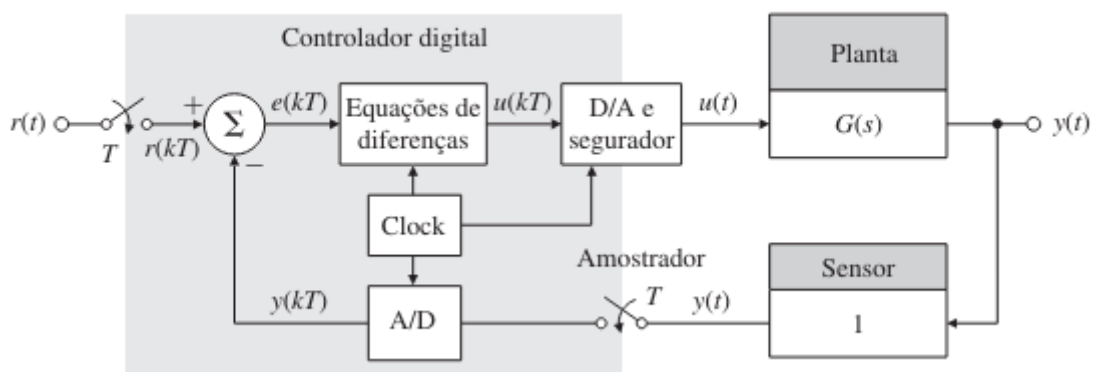 Controlador digital
Planta
r(t)
T
r(kT)
+
Σ
−
e(kT)
Equações de
diferenças
u(kT)
D/A e
segurador
u(t)
G(s)
y(t)
Clock
Amostrador
Sensor
y(kT)
A/D
T
y(t)
1